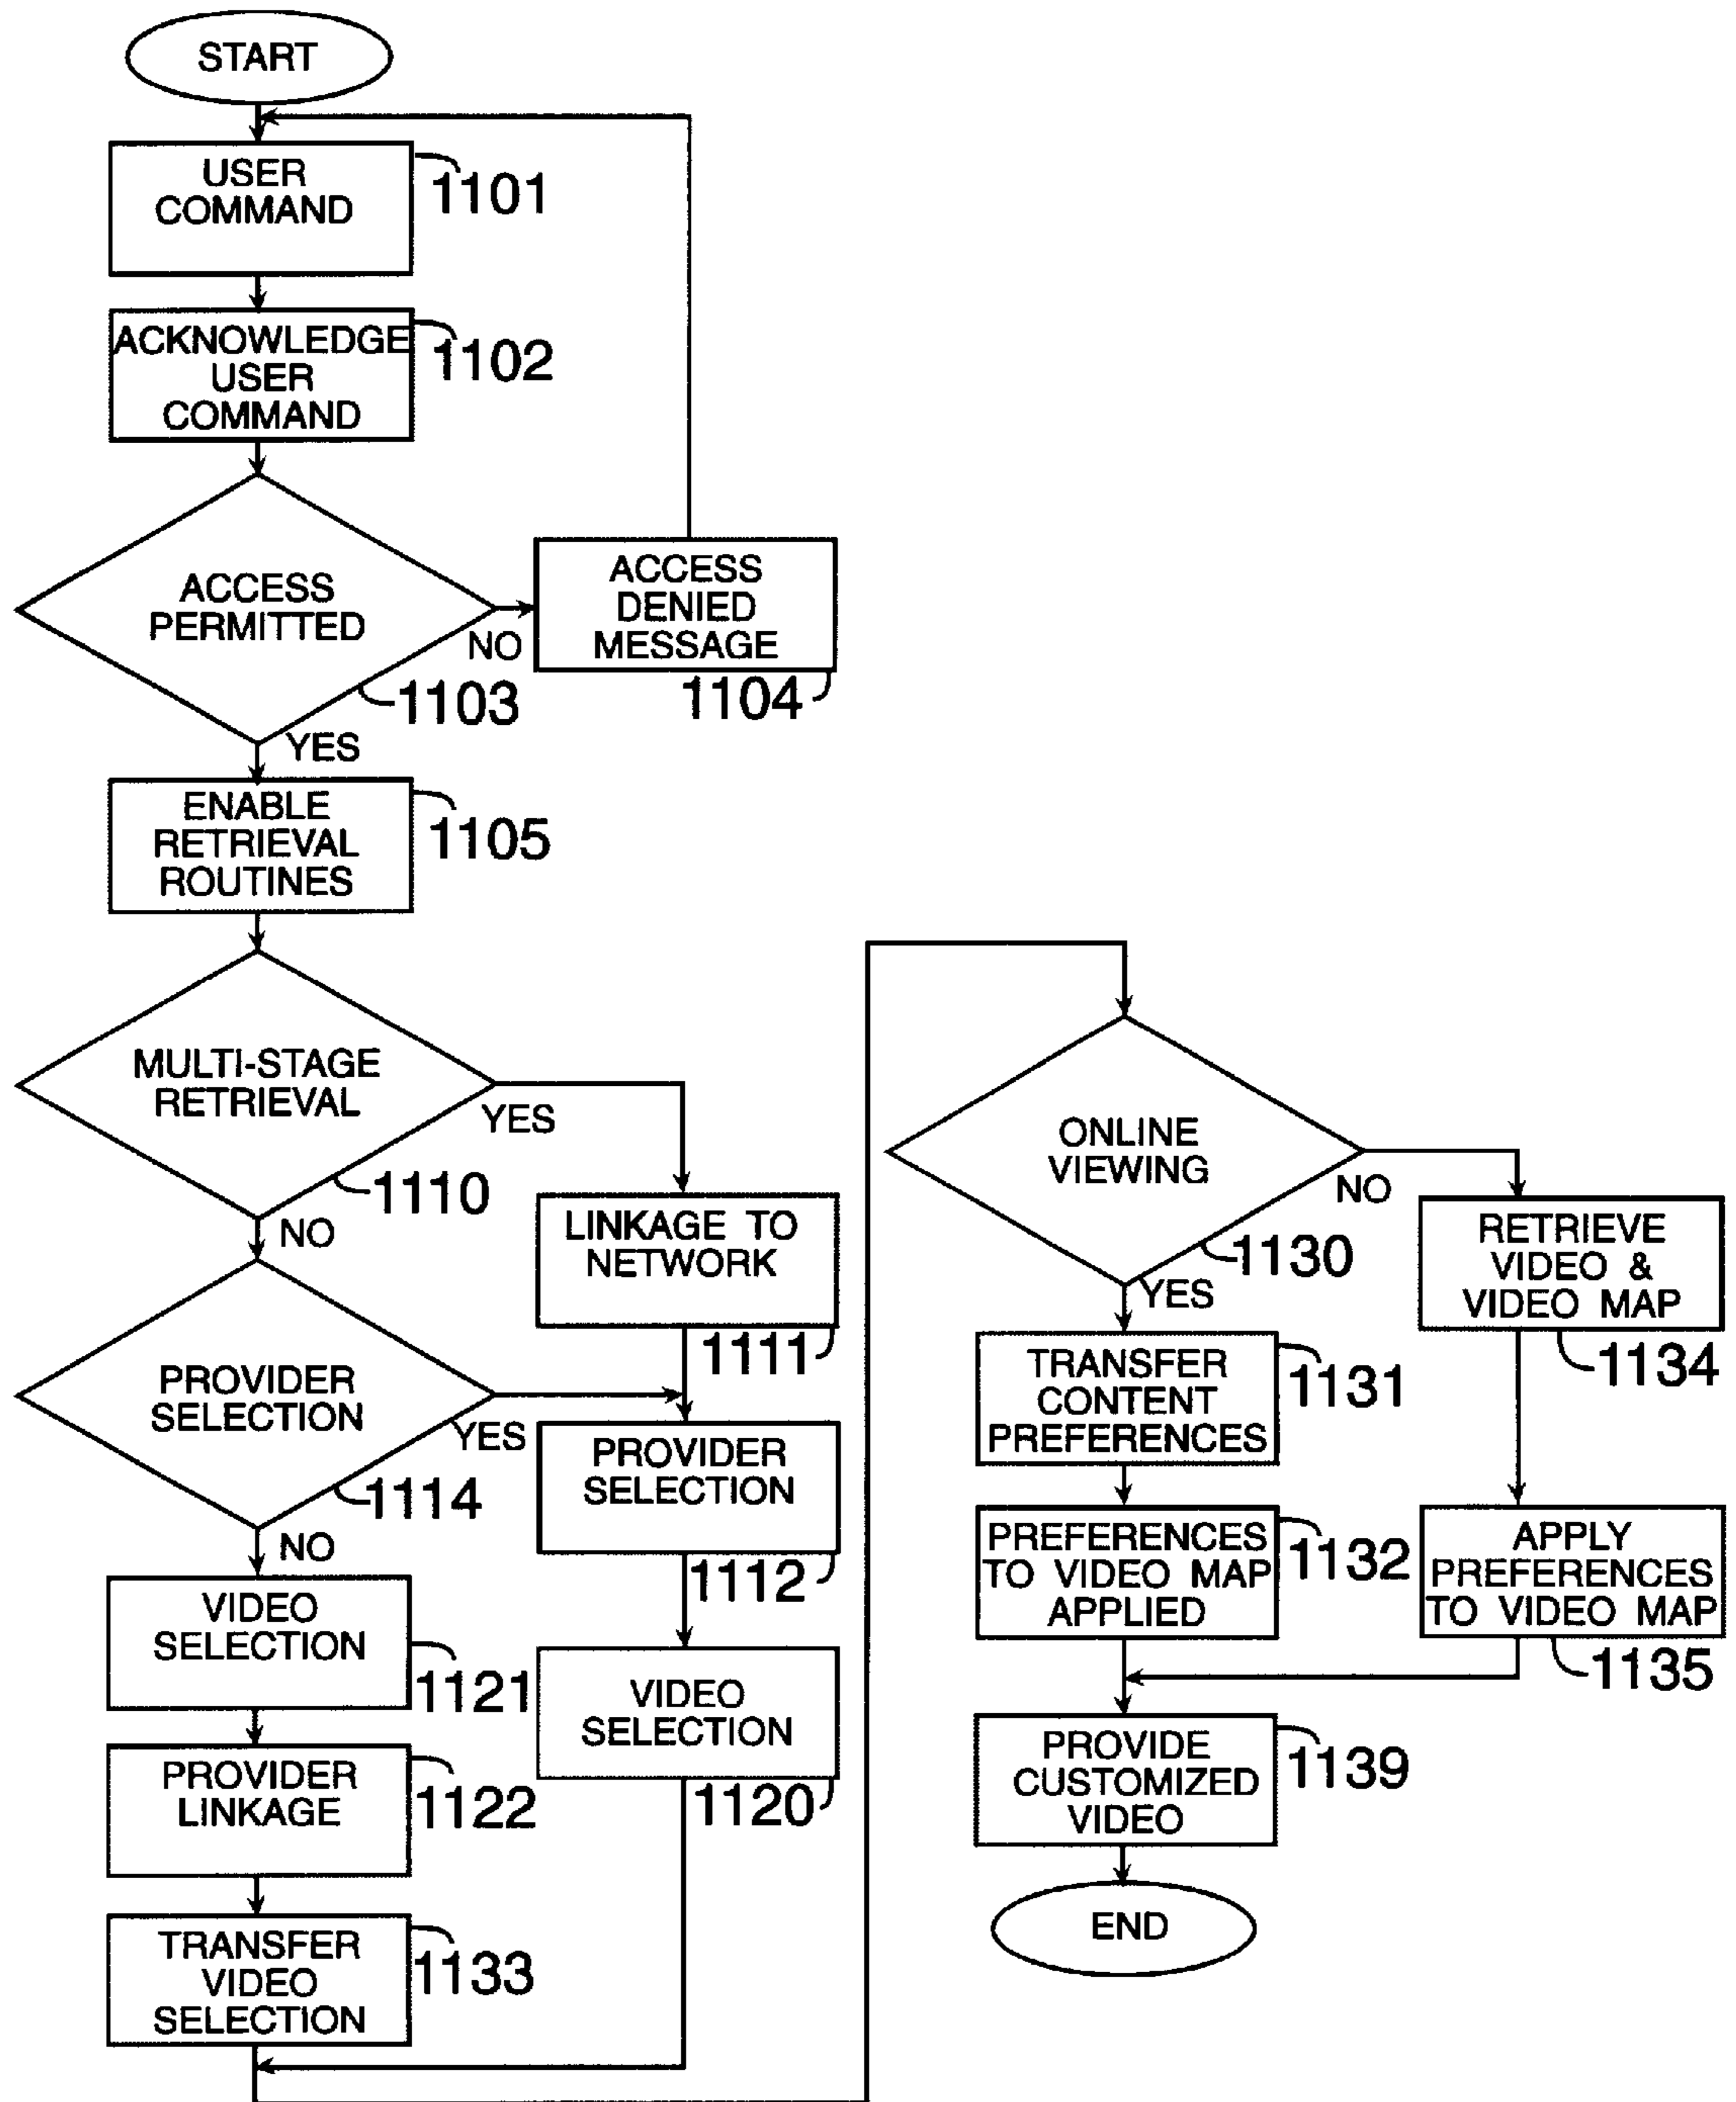 START
USER
COMMAND
1101
ACKNOWLEDGE
USER
COMMAND
1102
ACCESS
PERMITTED
NO
1103
YES
ACCESS
DENIED
MESSAGE
1104
ENABLE
RETRIEVAL
ROUTINES
1105
MULTI-STAGE
RETRIEVAL
YES
1110
NO
LINKAGE TO
NETWORK
1111
PROVIDER
SELECTION
YES
1114
NO
PROVIDER
SELECTION
1112
VIDEO
SELECTION
1121
VIDEO
SELECTION
1120
PROVIDER
LINKAGE
1122
TRANSFER
VIDEO
SELECTION
1133
ONLINE
VIEWING
NO
1130
YES
RETRIEVE
VIDEO &
VIDEO MAP
1134
TRANSFER
CONTENT
PREFERENCES
1131
PREFERENCES
TO VIDEO MAP
APPLIED
1132
APPLY
PREFERENCES
TO VIDEO MAP
1135
PROVIDE
CUSTOMIZED
VIDEO
1139
END